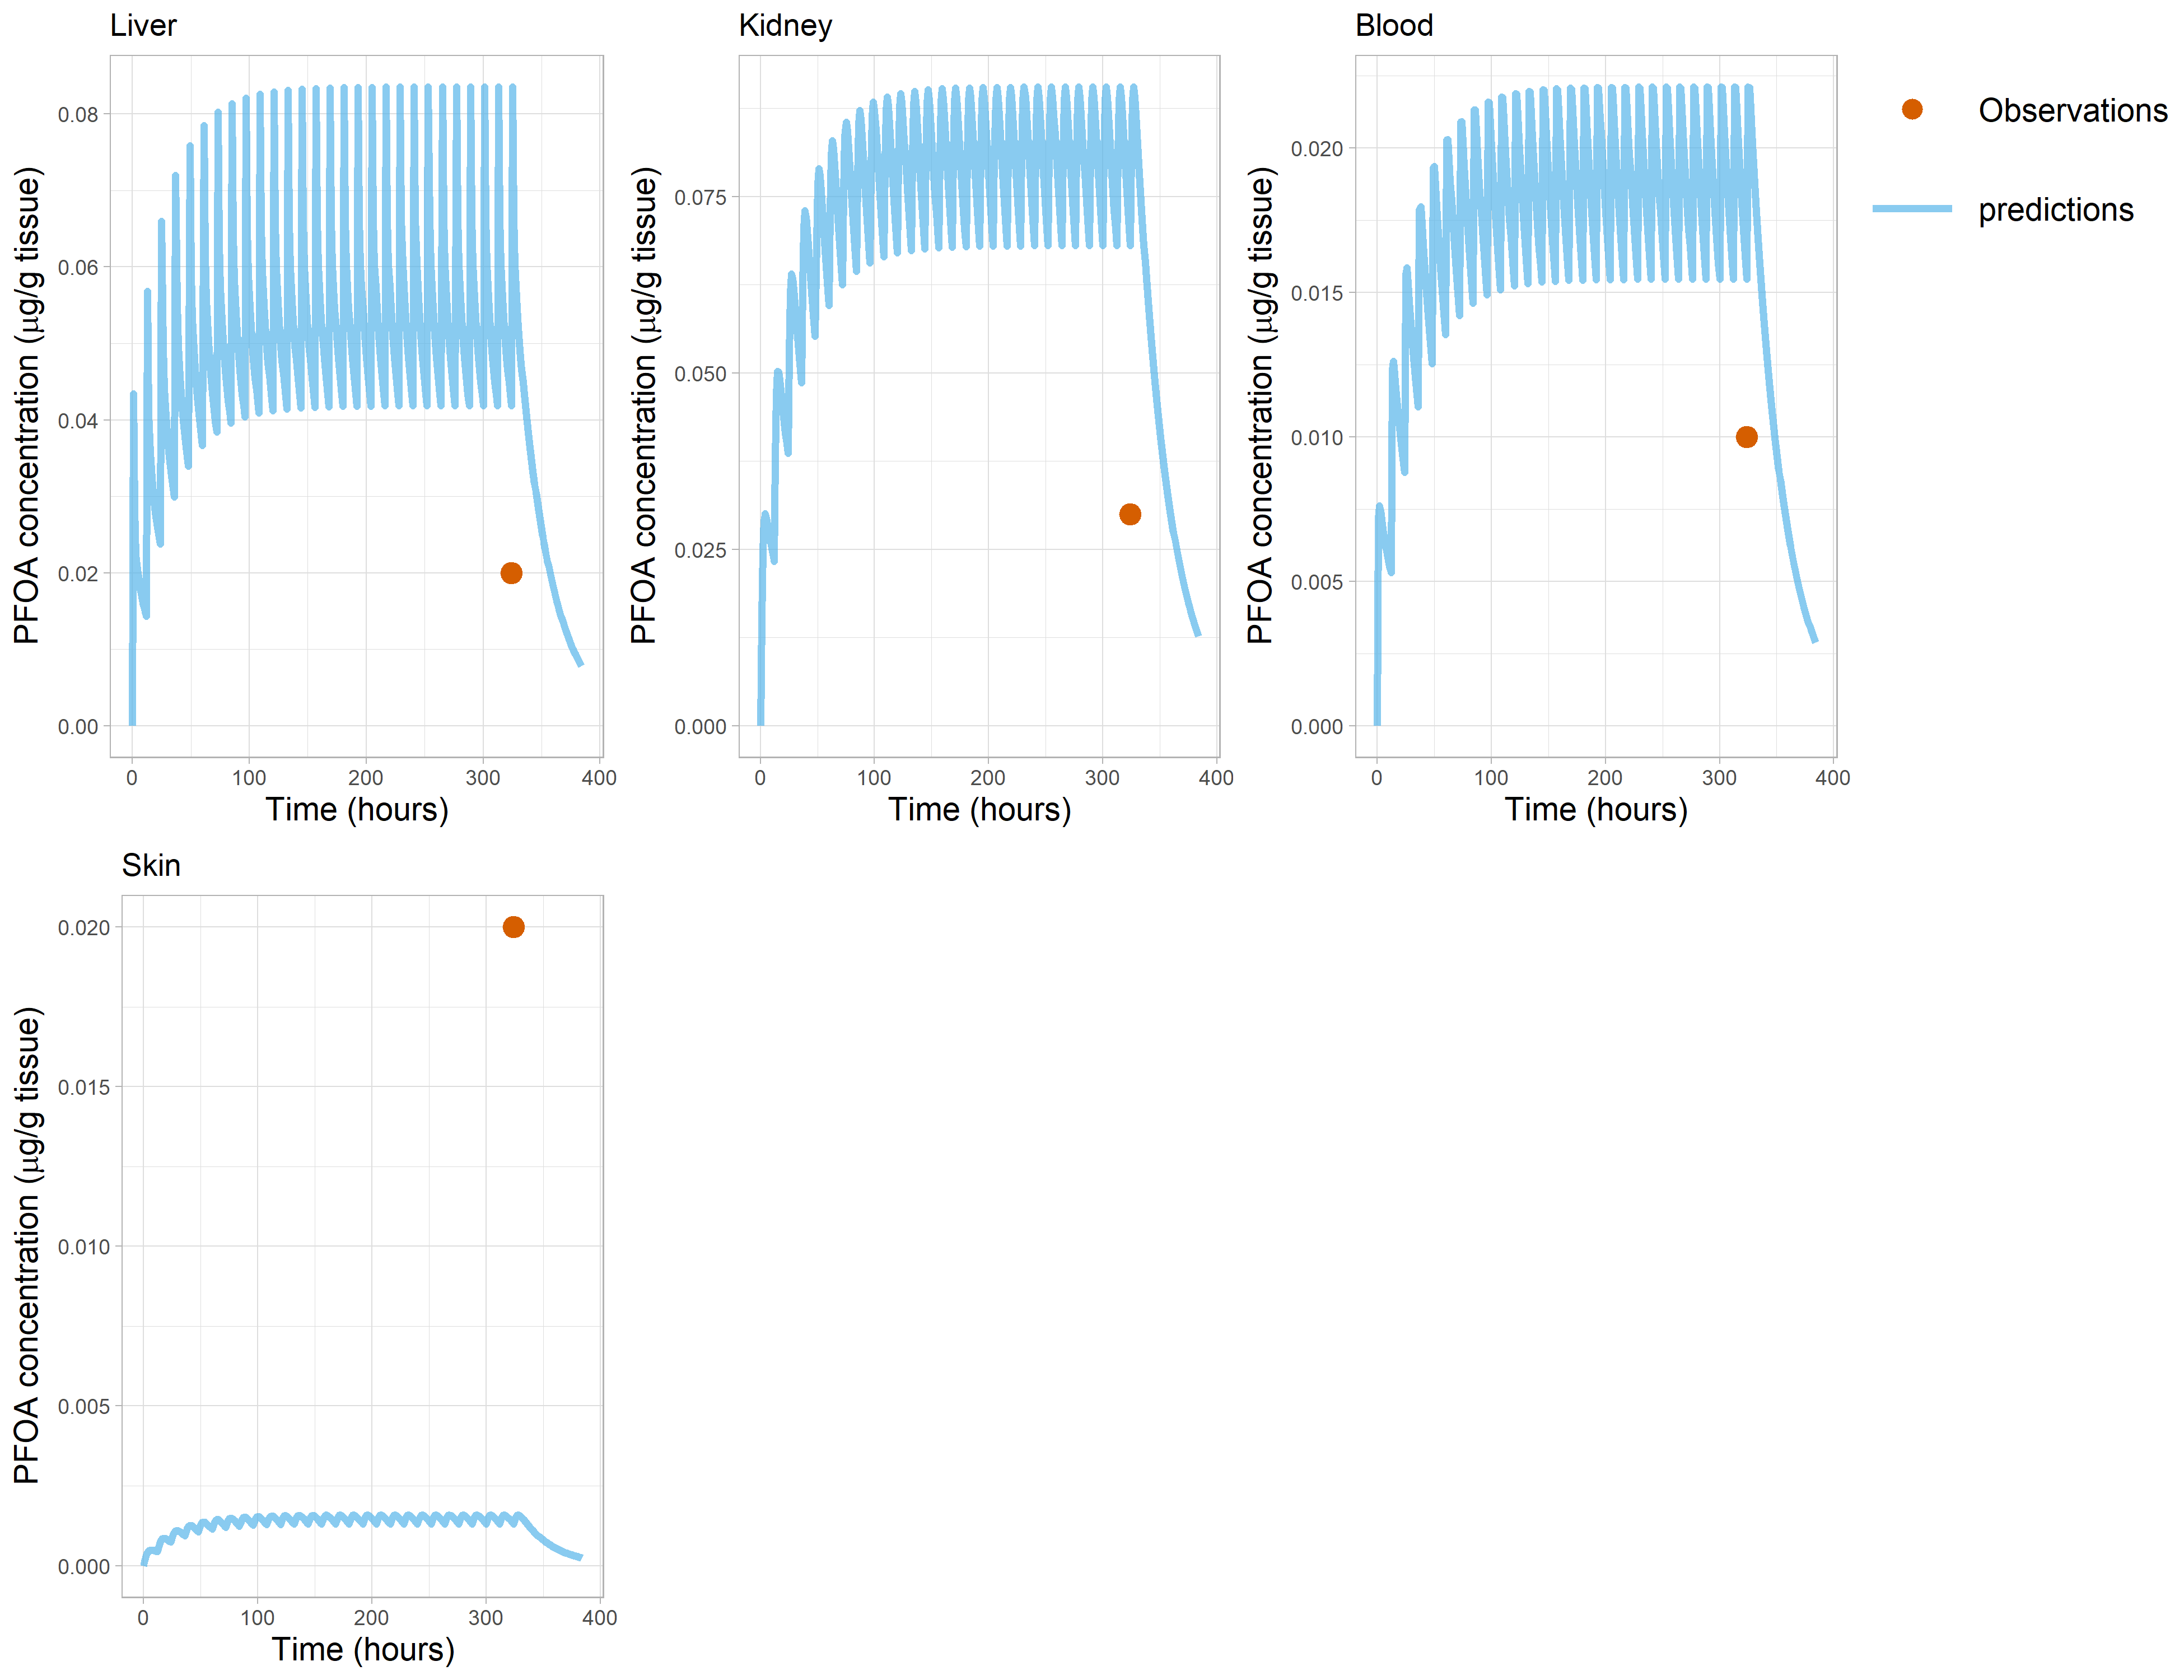 Liver
PFOA concentration (μg/g tissue)
0.08
0.06
0.04
0.02
0.00
0 100 200 300 400
Time (hours)
Kidney
PFOA concentration (μg/g tissue)
0.075
0.050
0.025
0.000
0 100 200 300 400
Time (hours)
Blood
PFOA concentration (μg/g tissue)
0.020
0.015
0.010
0.005
0.000
0 100 200 300 400
Time (hours)
Observations
predictions
Skin
PFOA concentration (μg/g tissue)
0.020
0.015
0.010
0.005
0.000
0 100 200 300 400
Time (hours)